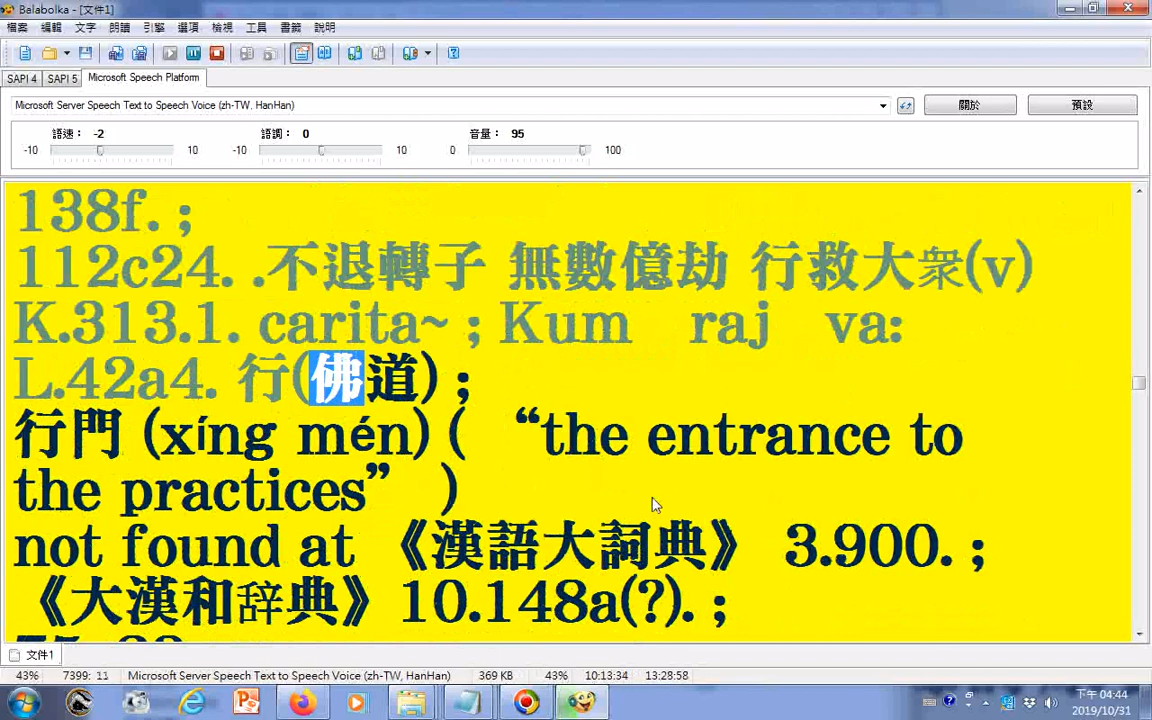 Balabolka - [文件1]
檔案 編輯 文字 朗讀 引擎 選項 檢視 工具 書籤 說明
SAPI 4 SAPI 5 Microsoft Speech Platform
Microsoft Server Speech Text to Speech Voice (zh-TW, HanHan) 關於 預設
語速： -2 語調： 0 音量： 95
-10 10 -10 10 0 100
138f. ;
112c24. .不退轉子 無數億劫 行救大衆(v)
K.313.1. carita~ ; Kum raj va:
L.42a4. 行(佛道) ;
行門 (xíng mén) ( “the entrance to
the practices” )
not found at 《漢語大詞典》 3.900. ;
《大漢和辞典》 10.148a(?). ;
文件1
43% 7399: 11 Microsoft Server Speech Text to Speech Voice (zh-TW, HanHan) 369 KB 43% 10:13:34 13:28:58
下午 04:44
2019/10/31